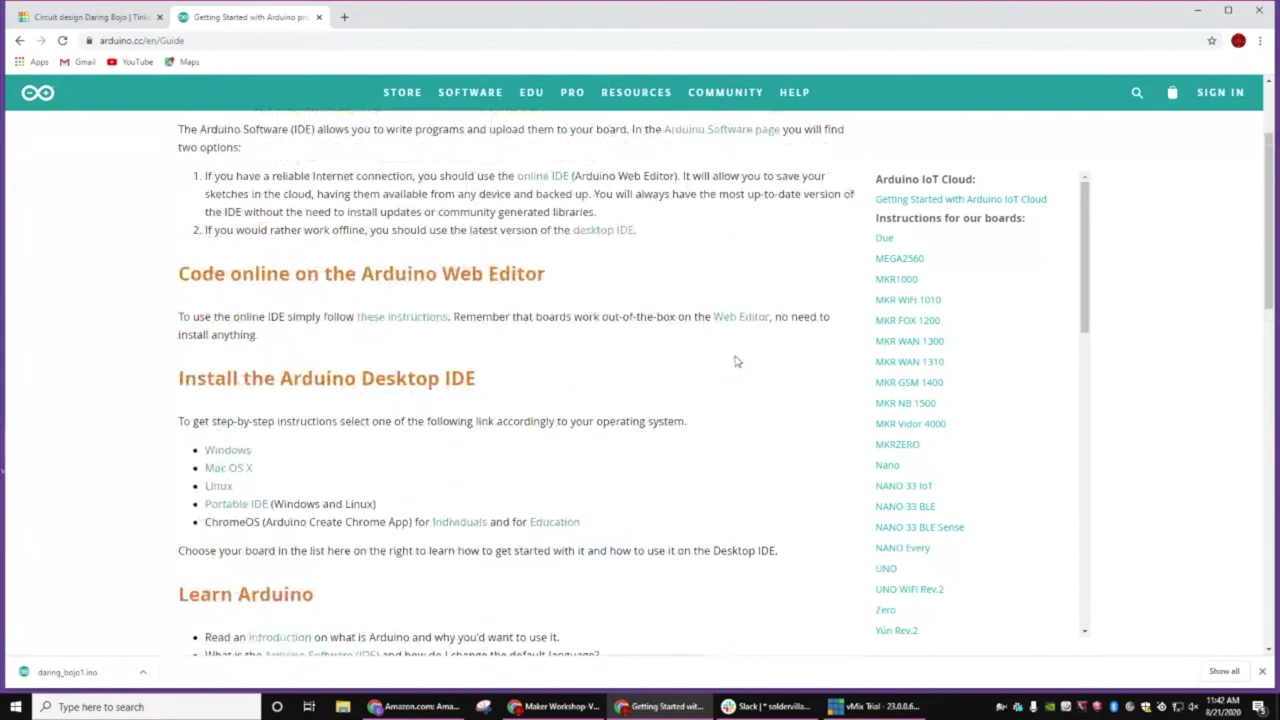 Circuit design Daring Bojo | Tink
Getting Started with Arduino pro
arduino.cc/en/Guide
Apps
Gmail
YouTube
Maps
STORE
SOFTWARE
EDU
PRO
RESOURCES
COMMUNITY
HELP
SIGN IN
The Arduino Software (IDE) allows you to write programs and upload them to your board. In the Arduino Software page you will find
two options:
1. If you have a reliable Internet connection, you should use the online IDE (Arduino Web Editor). It will allow you to save your
sketches in the cloud, having them available from any device and backed up. You will always have the most up-to-date version of
the IDE without the need to install updates or community generated libraries.
2. If you would rather work offline, you should use the latest version of the desktop IDE.
Code online on the Arduino Web Editor
To use the online IDE simply follow these instructions. Remember that boards work out-of-the-box on the Web Editor, no need to
install anything.
Install the Arduino Desktop IDE
To get step-by-step instructions select one of the following link accordingly to your operating system.
Windows
Mac OS X
Linux
Portable IDE (Windows and Linux)
ChromeOS (Arduino Create Chrome App) for Individuals and for Education
Choose your board in the list here on the right to learn how to get started with it and how to use it on the Desktop IDE.
Learn Arduino
Read an introduction on what is Arduino and why you'd want to use it.
What is the Arduino Software (IDE) and how do I change the default language?
Arduino IoT Cloud:
Getting Started with Arduino IoT Cloud
Instructions for our boards:
Due
MEGA2560
MKR1000
MKR WiFi 1010
MKR FOX 1200
MKR WAN 1300
MKR WAN 1310
MKR GSM 1400
MKR NB 1500
MKR Vidor 4000
MKRZERO
Nano
NANO 33 IoT
NANO 33 BLE
NANO 33 BLE Sense
NANO Every
UNO
UNO WiFi Rev.2
Zero
Yún Rev.2
daring_bojo1.ino
Show all
Type here to search
Amazon.com: Ama...
Maker Workshop-V...
Getting Started wit...
Slack | * soldervilla...
vMix Trial - 23.0.0.6...
11:42 AM
8/21/2020